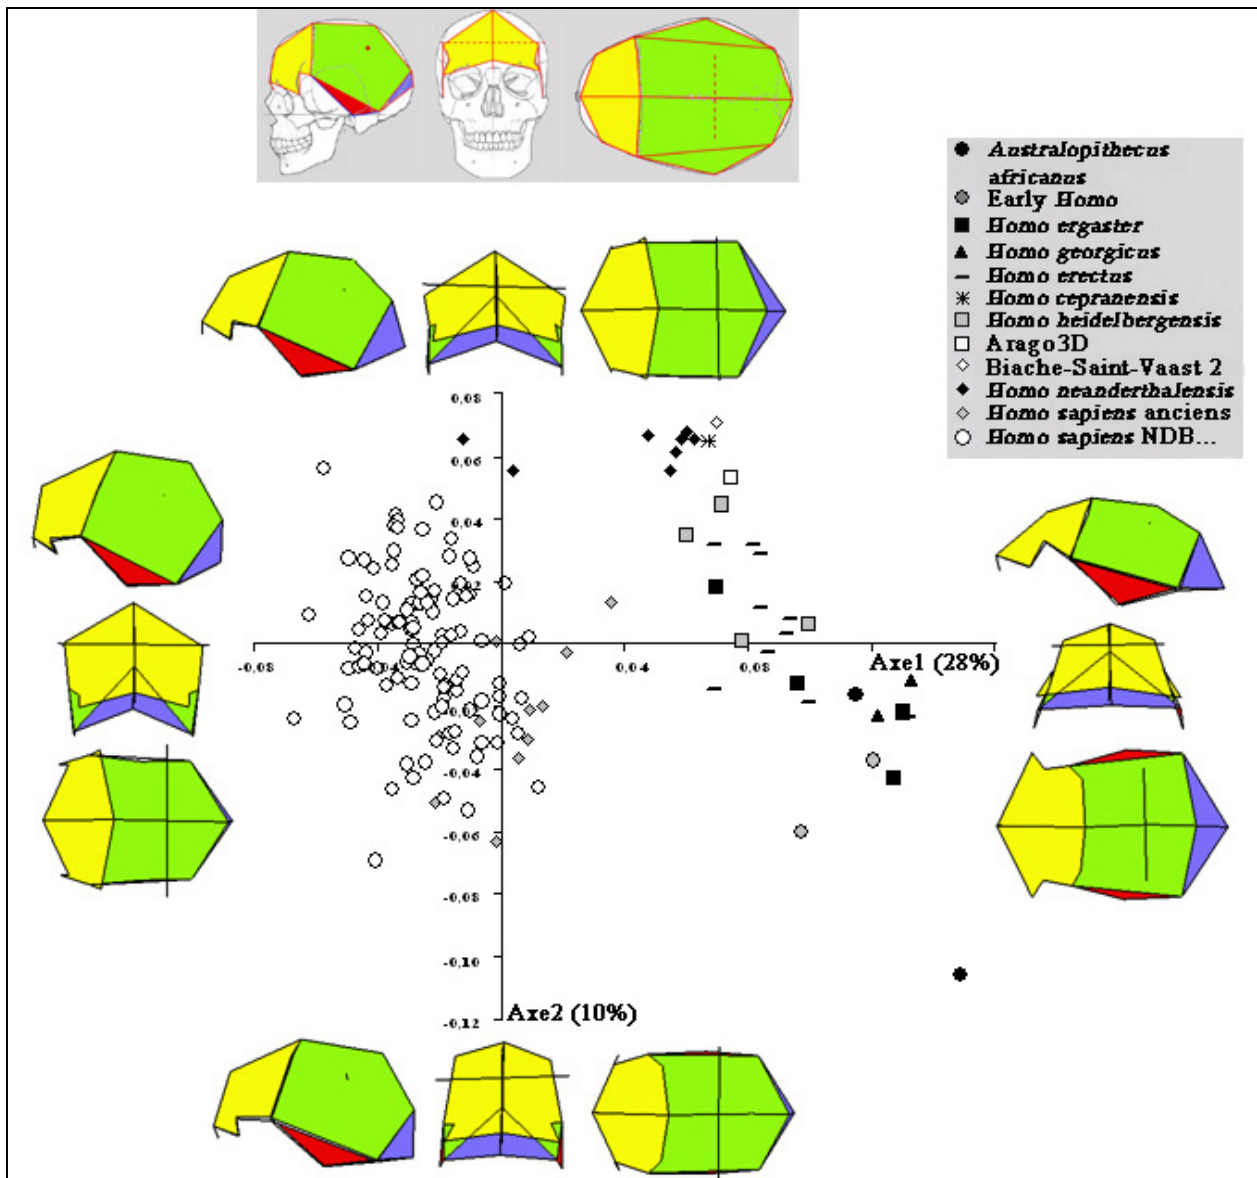 Australopithecus
africanus
Early Homo
Homo ergaster
Homo georgicus
Homo erectus
Homo cepranensis
Homo heidelbergensis
Arago3D
Biache-Saint-Vaast 2
Homo neanderthalensis
Homo sapiens anciens
Homo sapiens NDB...
0,08
0,06
0,04
0,02
-0,08
0,04
0,08
Axe1 (28%)
-0,04
-0,06
-0,08
-0,10
-0,12
Axe2 (10%)